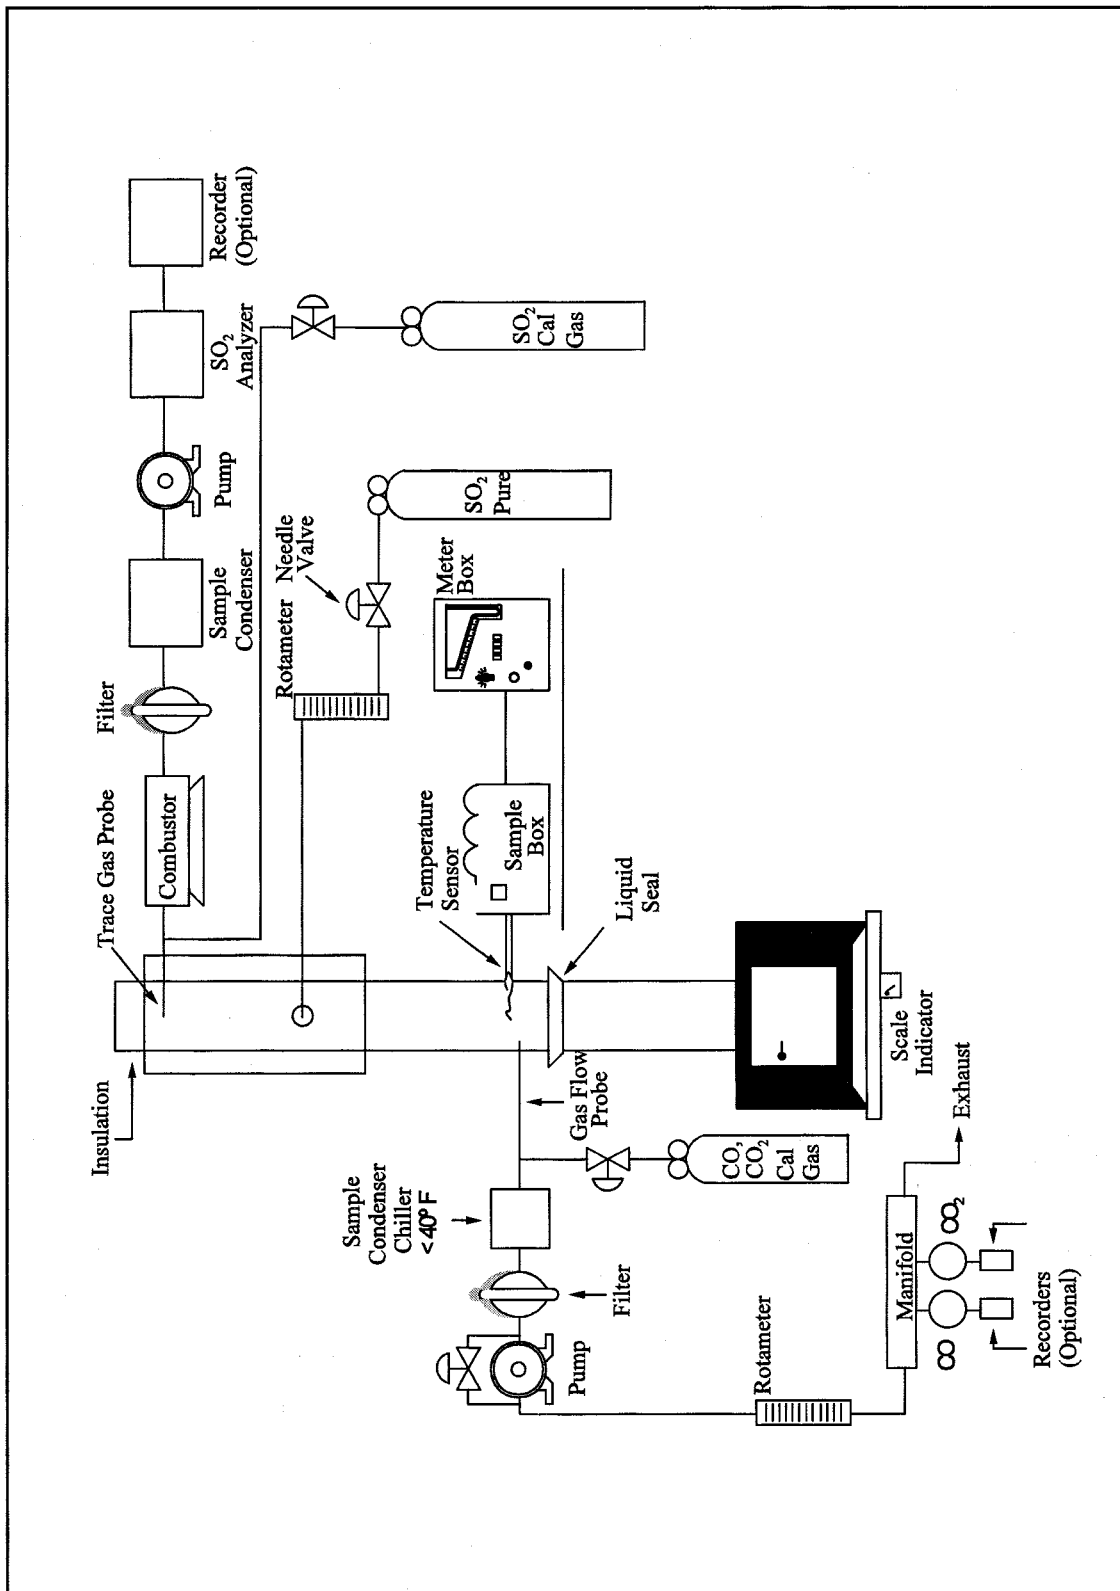 Recorder
(Optional)
SO2
Analyzer
Pump
Sample
Condenser
Filter
Combustor
Trace Gas Probe
Insulation
SO2
Cal
Gas
SO2
Pure
Needle
Valve
Rotameter
Meter
Box
Temperature
Sensor
Sample
Box
Liquid
Seal
Gas Flow
Probe
Scale
Indicator
CO,
CO2
Cal
Gas
Sample
Condenser
Chiller
<40° F
Filter
Pump
Rotameter
Manifold
Exhaust
CO
CO2
Recorders
(Optional)